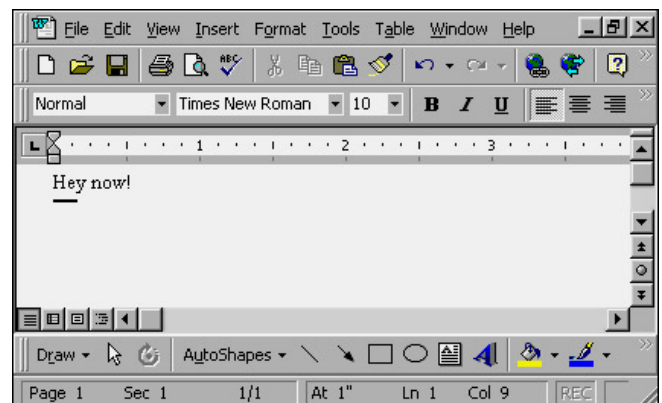 File Edit View Insert Format Tools Table Window Help
ABC
Normal Times New Roman 10 B I U
1 2 3
Hey now!
Draw AutoShapes
Page 1 Sec 1 1/1 At 1" Ln 1 Col 9 REC